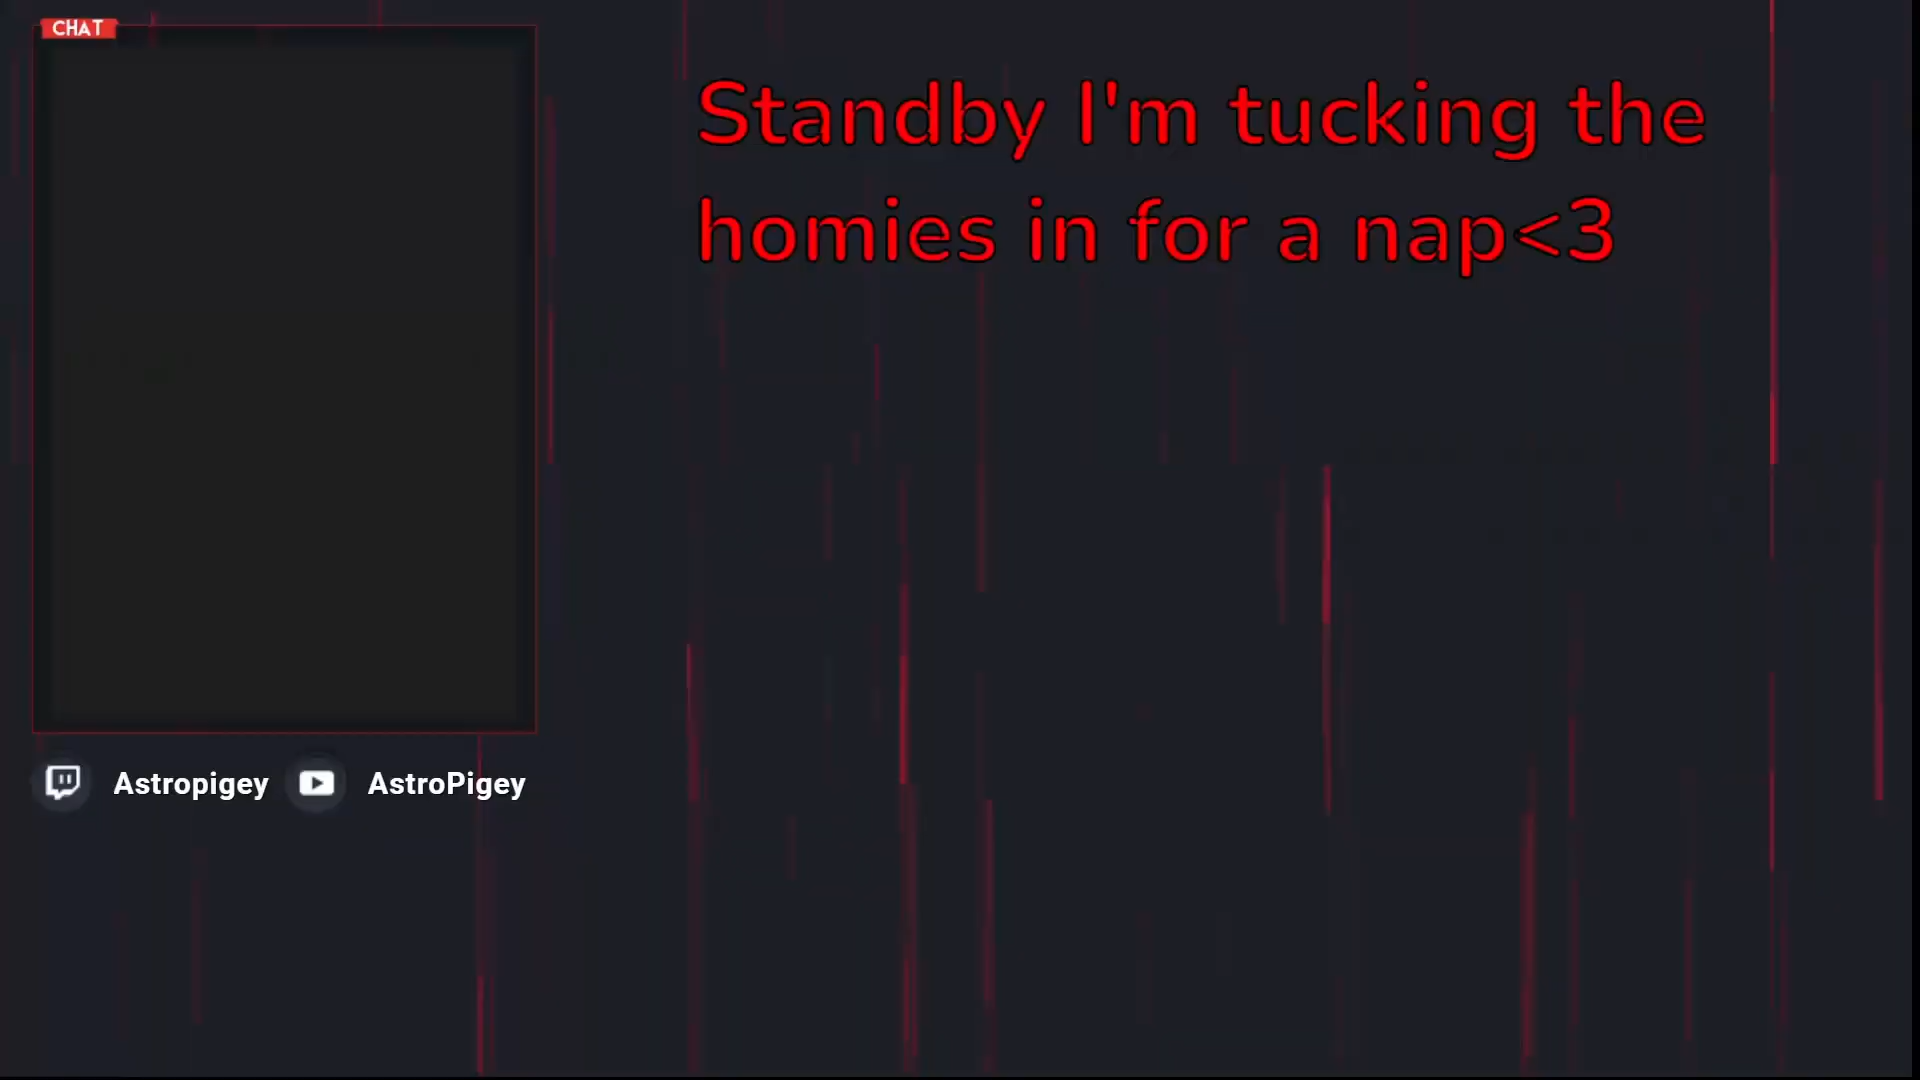 CHAT
Standby I'm tucking the
homies in for a nap<3
Astropigey AstroPigey